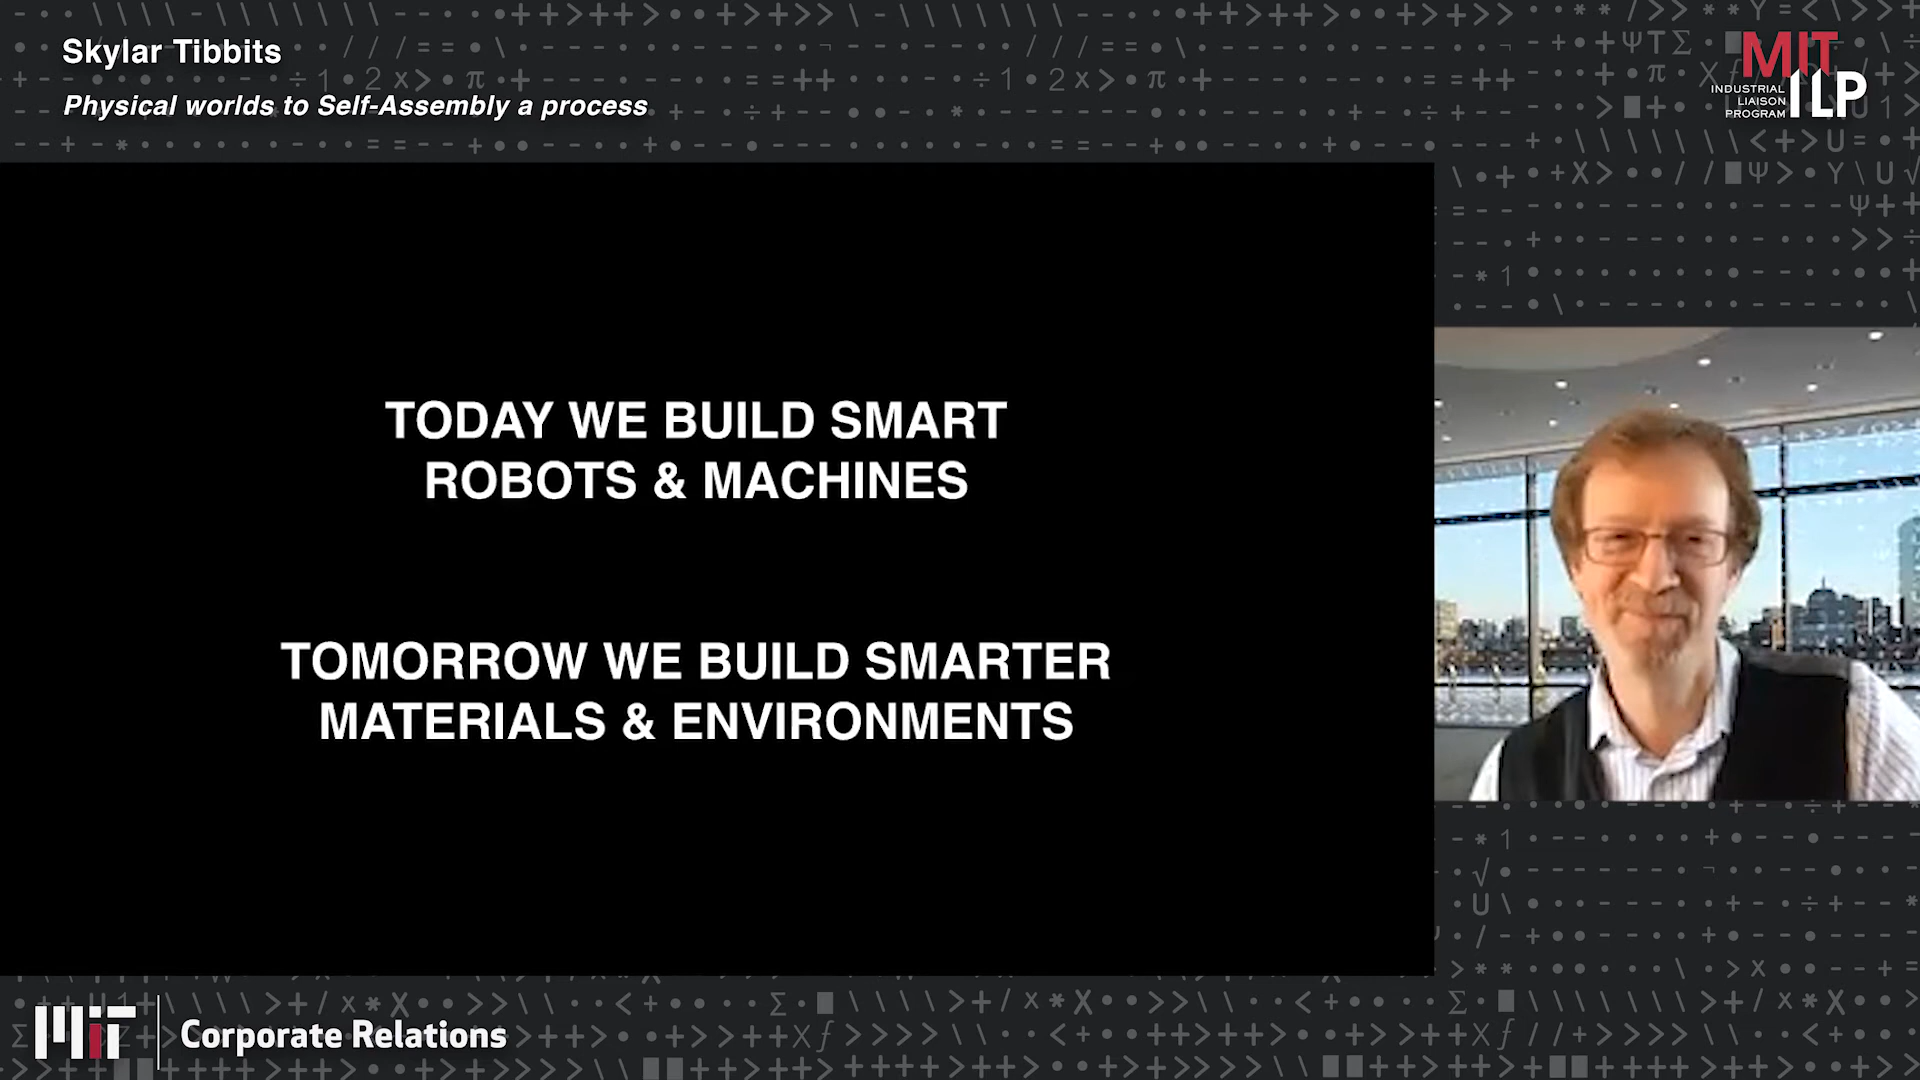 Skylar Tibbits
Physical worlds to Self-Assembly a process
MIT
INDUSTRIAL
LIAISON
PROGRAM
ILP
TODAY WE BUILD SMART
ROBOTS & MACHINES
TOMORROW WE BUILD SMARTER
MATERIALS & ENVIRONMENTS
MIT
Corporate Relations